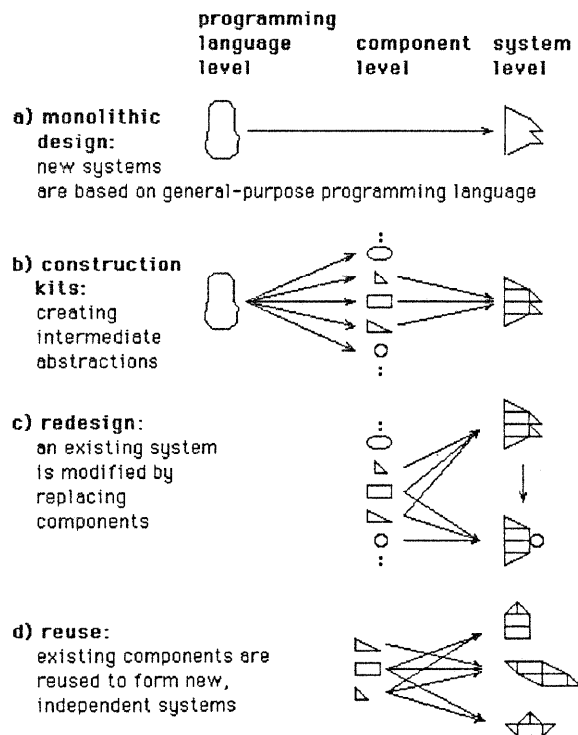 programming
language
level
component
level
system
level
a) monolithic
design:
new systems
are based on general-purpose programming language
b) construction
kits:
creating
intermediate
abstractions
c) redesign:
an existing system
is modified by
replacing
components
d) reuse:
existing components are
reused to form new,
independent systems